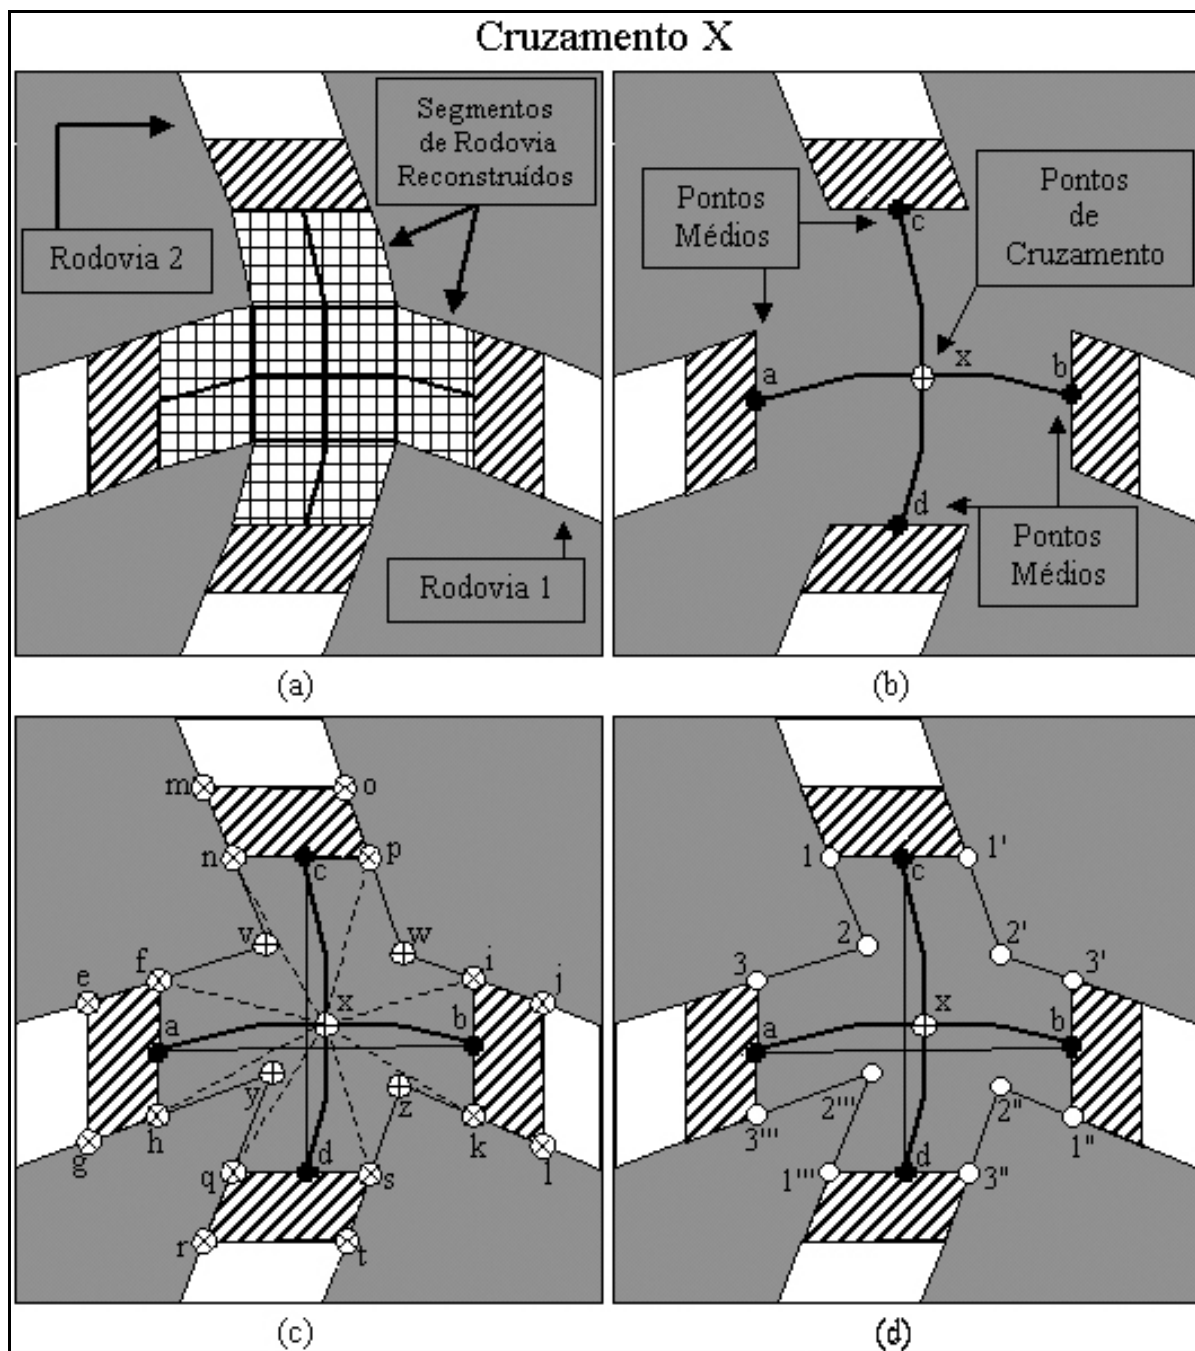 Cruzamento X
Segmentos
de Rodovia
Reconstruídos
Rodovia 2
Rodovia 1
(a)
Pontos
Médios
Pontos
de
Cruzamento
c
x
a
b
d
Pontos
Médios
(b)
m
o
n
p
c
v
w
f
i
e
j
x
a
b
y
z
h
k
g
l
q
d
s
r
t
(c)
1
c
1'
2
2'
3
3'
x
a
b
2'''
2"
3'''
1"
1'''
d
3"
(d)